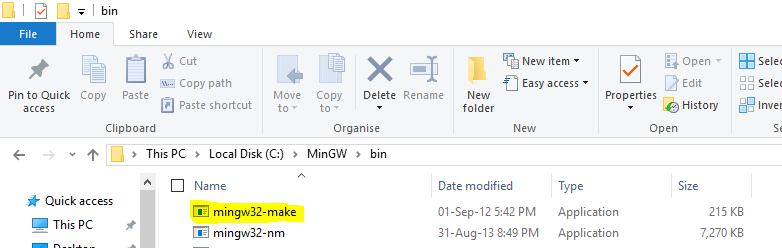 bin
File Home Share View
Pin to Quick access
Copy
Paste
Cut
Copy path
Paste shortcut
Clipboard
Move to
Copy to
Delete
Rename
Organise
New folder
New item
Easy access
New
Properties
Open
Edit
History
Open
This PC > Local Disk (C:) > MinGW > bin
Quick access
This PC
Name Date modified Type Size
mingw32-make 01-Sep-12 5:42 PM Application 215 KB
mingw32-nm 31-Aug-13 8:49 PM Application 7,270 KB